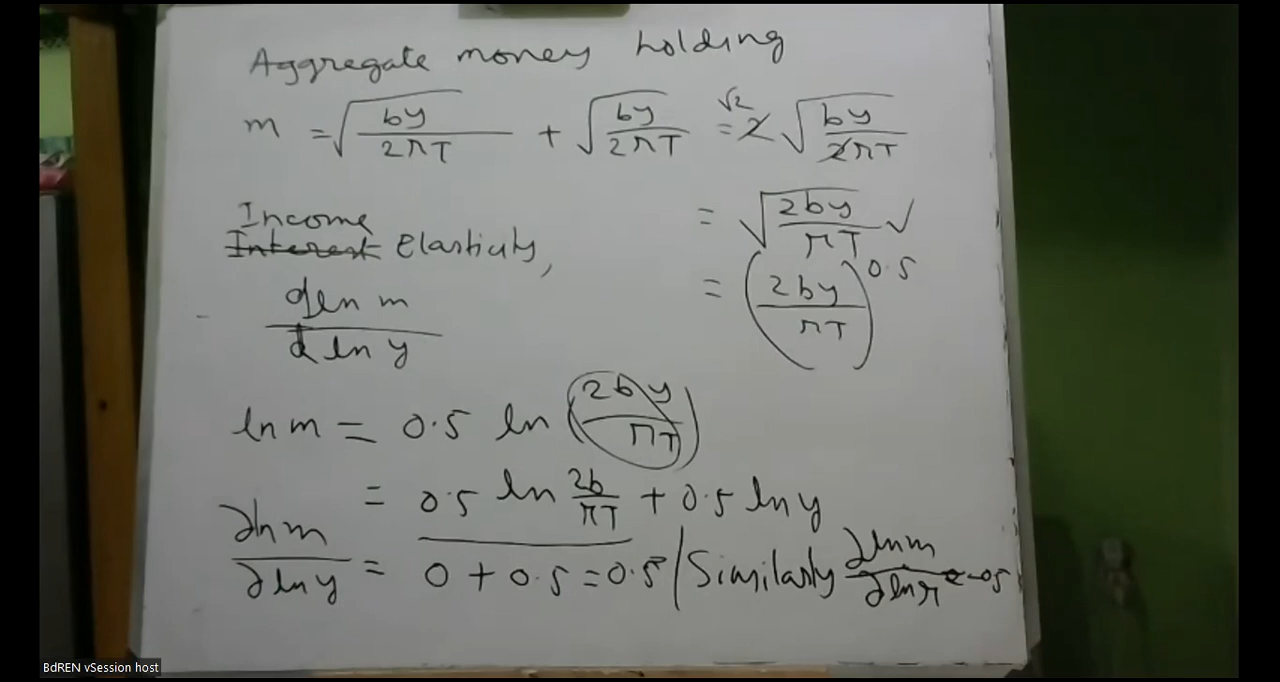 Aggregate money holding
m = √(by/2πT) + √(by/2πT) = √2 2 √(by/2πT)
= √(2by/πT) ✓
= (2by/πT)^0.5
Income
Interest Elasticity,
d ln m / d ln y
ln m = 0.5 ln (2by/πT)
= 0.5 ln 2b/πT + 0.5 ln y
∂ln m/∂ln y = 0 + 0.5 = 0.5 | Similarly ∂ln m/∂ln π = -0.5
BdREN vSession host